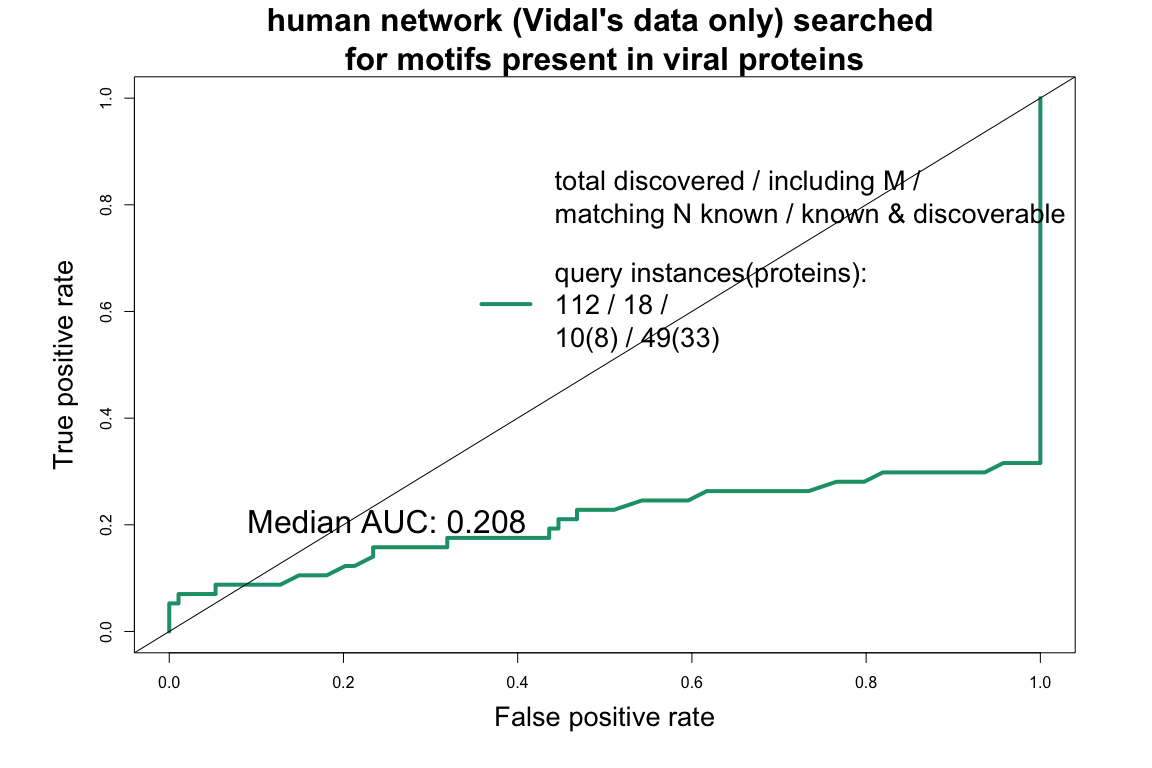 human network (Vidal's data only) searched
for motifs present in viral proteins
1.0
0.8
0.6
0.4
0.2
0.0
True positive rate
total discovered / including M /
matching N known / known & discoverable
query instances(proteins):
112 / 18 /
10(8) / 49(33)
Median AUC: 0.208
0.0 0.2 0.4 0.6 0.8 1.0
False positive rate